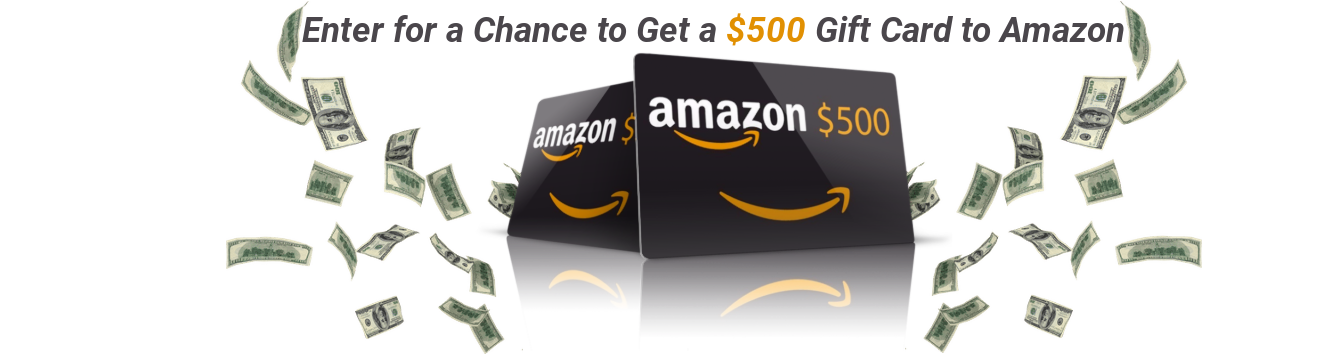 Enter for a Chance to Get a $500 Gift Card to Amazon
amazon $
amazon $500